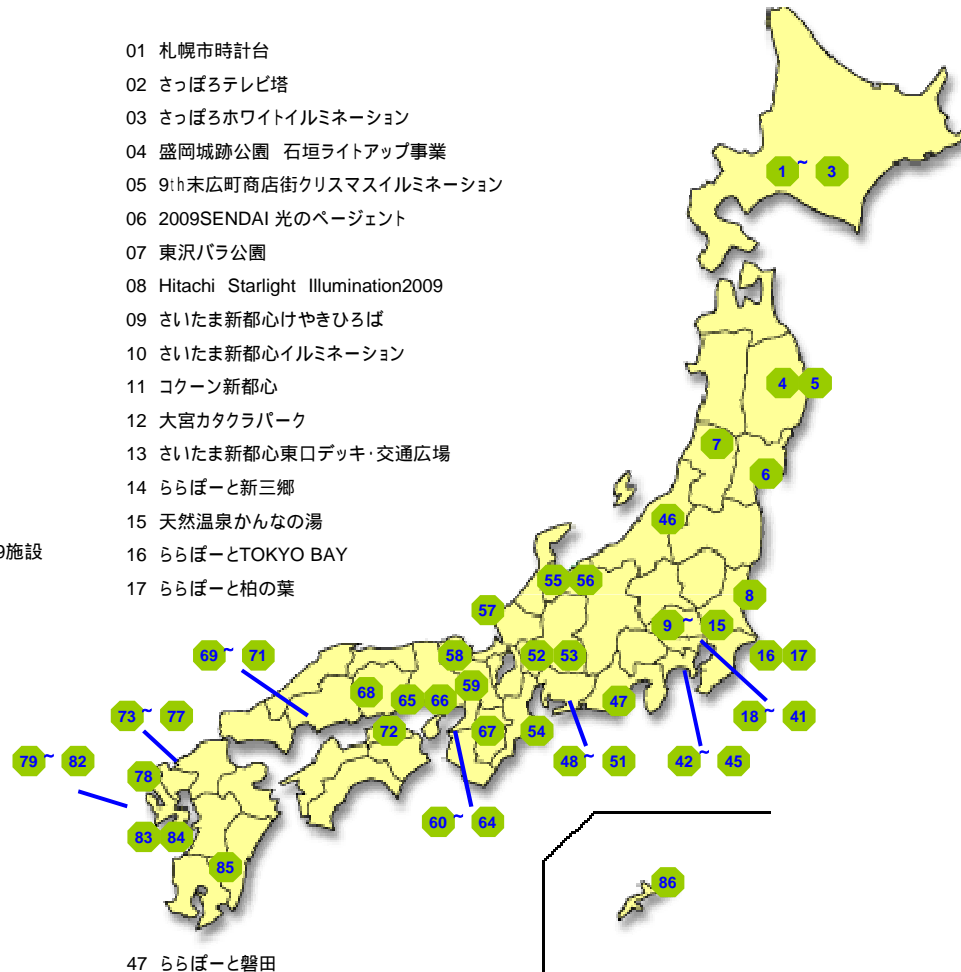 01 札幌市時計台
02 さっぽろテレビ塔
03 さっぽろホワイトイルミネーション
04 盛岡城跡公園 石垣ライトアップ事業
05 9th末広町商店街クリスマスイルミネーション
06 2009SENDAI 光のページェント
07 東沢バラ公園
08 Hitachi Starlight Illumination2009
09 さいたま新都心けやきひろば
10 さいたま新都心イルミネーション
11 コクーン新都心
12 大宮カタクラパーク
13 さいたま新都心東口デッキ・交通広場
14 ららぽーと新三郷
15 天然温泉かんなの湯
9施設
16 ららぽーとTOKYO BAY
17 ららぽーと柏の葉
1 ~ 3
4 5
7
6
46
55 56
8
57
9 ~ 15
69 ~ 71
58
52 53
16 17
68
65 66
59
47
73 ~ 77
72
67
54
18 ~ 41
79 ~ 82
78
48 ~ 51
42 ~ 45
83 84
60 ~ 64
85
86
47 ららぽーと磐田